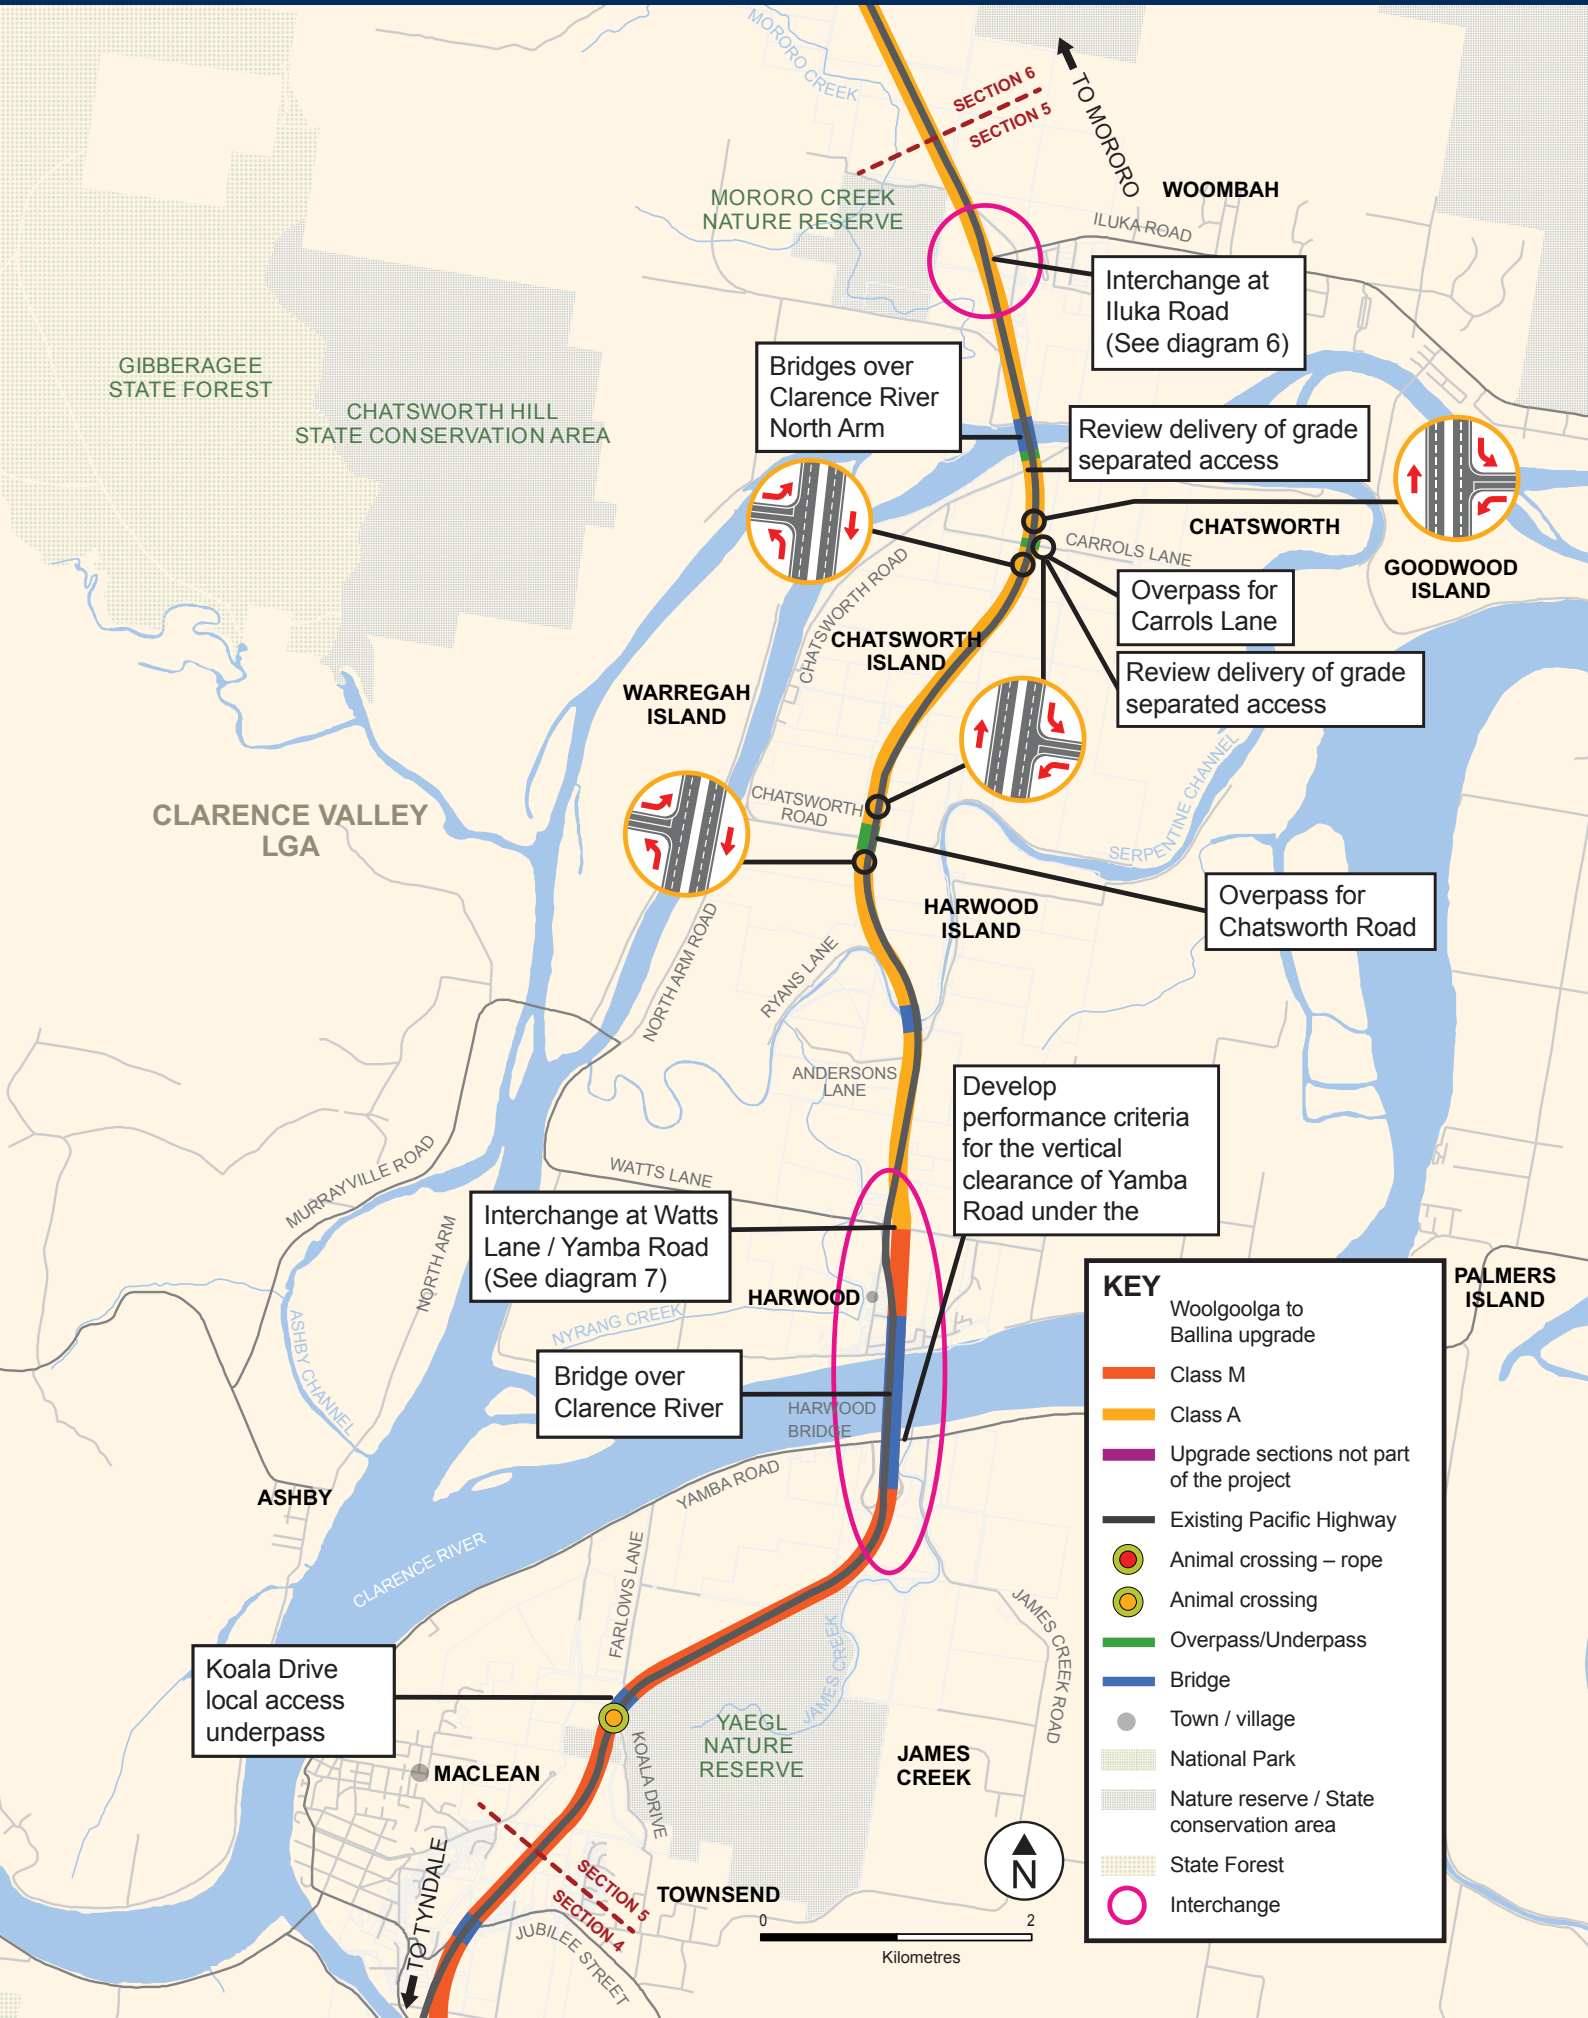 MORORO CREEK
SECTION 6
SECTION 5
TO MORORO
WOOMBAH
MORORO CREEK
NATURE RESERVE
ILUKA ROAD
Interchange at
Iluka Road
(See diagram 6)
GIBBERAGEE
STATE FOREST
CHATSWORTH HILL
STATE CONSERVATION AREA
Bridges over
Clarence River
North Arm
Review delivery of grade
separated access
CHATSWORTH
CARROLS LANE
GOODWOOD
ISLAND
Overpass for
Carrols Lane
CHATSWORTH ROAD
CHATSWORTH
ISLAND
Review delivery of grade
separated access
WARREGAH
ISLAND
SERPENTINE CHANNEL
CHATSWORTH
ROAD
CLARENCE VALLEY
LGA
Overpass for
Chatsworth Road
HARWOOD
ISLAND
NORTH ARM ROAD
RYANS LANE
ANDERSONS
LANE
Develop
performance criteria
for the vertical
clearance of Yamba
Road under the
MURRAYVILLE ROAD
WATTS LANE
Interchange at Watts
Lane / Yamba Road
(See diagram 7)
NORTH ARM
HARWOOD
PALMERS
ISLAND
NYRANG CREEK
ASHBY CHANNEL
Bridge over
Clarence River
HARWOOD
BRIDGE
YAMBA ROAD
ASHBY
CLARENCE RIVER
FARLOWS LANE
JAMES CREEK
JAMES CREEK ROAD
Koala Drive
local access
underpass
YAEGL
NATURE
RESERVE
KOALA DRIVE
JAMES
CREEK
MACLEAN
TO TYNDALE
SECTION 5
SECTION 4
TOWNSEND
JUBILEE STREET
N
0 2
Kilometres
KEY
Woolgoolga to
Ballina upgrade
Class M
Class A
Upgrade sections not part
of the project
Existing Pacific Highway
Animal crossing – rope
Animal crossing
Overpass/Underpass
Bridge
Town / village
National Park
Nature reserve / State
conservation area
State Forest
Interchange